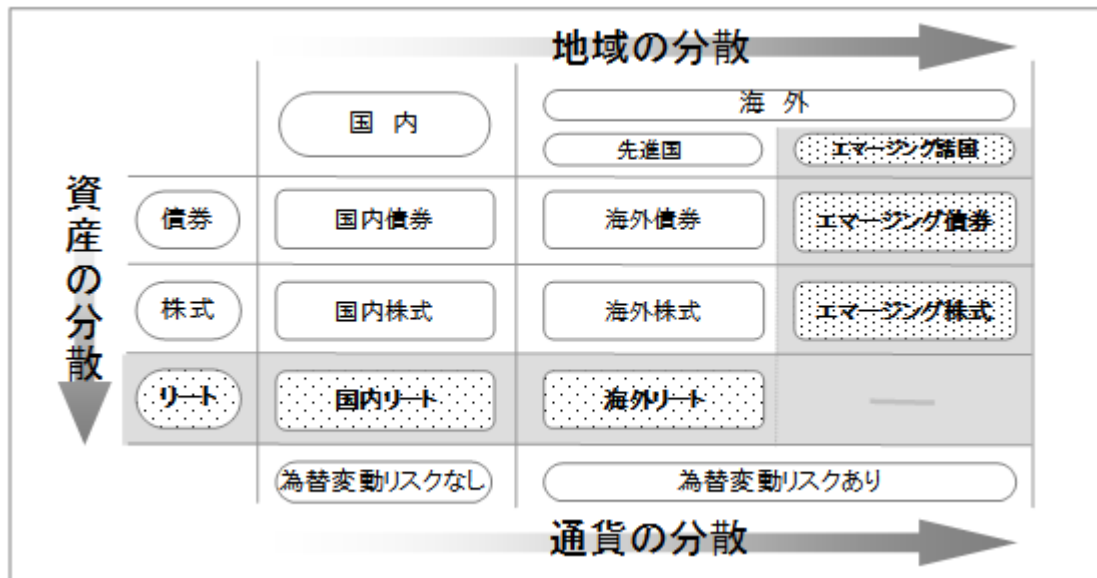 地域の分散
国内
海外
先進国
エマージング諸国
資産の分散
債券
国内債券
海外債券
エマージング債券
株式
国内株式
海外株式
エマージング株式
リート
国内リート
海外リート
為替変動リスクなし
為替変動リスクあり
通貨の分散